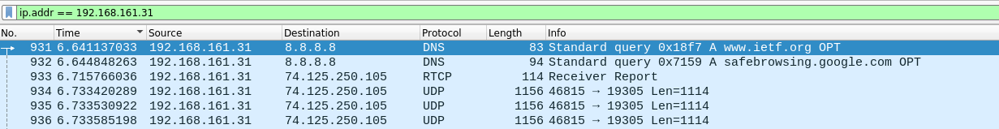 ip.addr == 192.168.161.31
No. Time Source Destination Protocol Length Info
931 6.641137033 192.168.161.31 8.8.8.8 DNS 83 Standard query 0x18f7 A www.ietf.org OPT
932 6.644848263 192.168.161.31 8.8.8.8 DNS 94 Standard query 0x7159 A safebrowsing.google.com OPT
933 6.715766036 192.168.161.31 74.125.250.105 RTCP 114 Receiver Report
934 6.733420289 192.168.161.31 74.125.250.105 UDP 1156 46815 → 19305 Len=1114
935 6.733530922 192.168.161.31 74.125.250.105 UDP 1156 46815 → 19305 Len=1114
936 6.733585198 192.168.161.31 74.125.250.105 UDP 1156 46815 → 19305 Len=1114